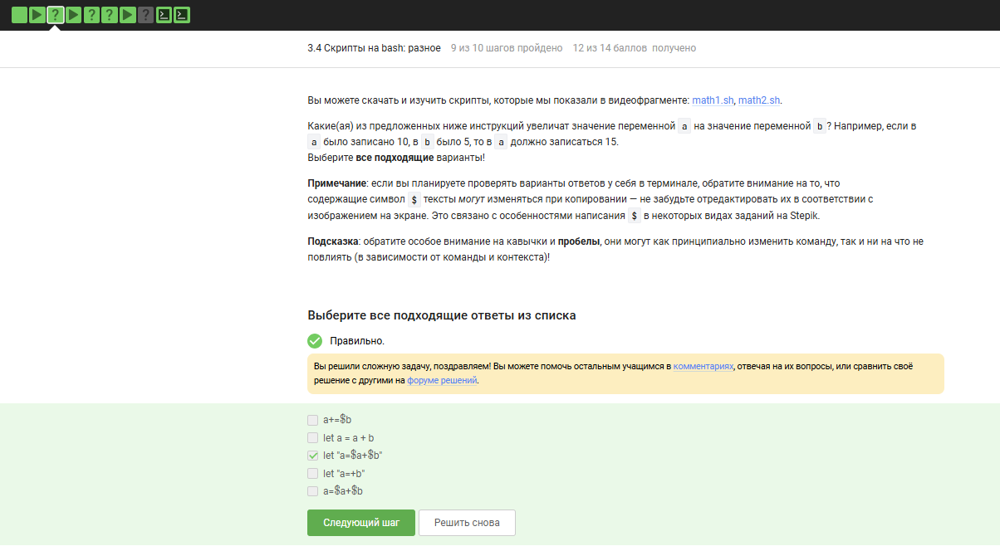 3.4 Скрипты на bash: разное 9 из 10 шагов пройдено 12 из 14 баллов получено
Вы можете скачать и изучить скрипты, которые мы показали в видеофрагменте: math1.sh, math2.sh.
Какие(ая) из предложенных ниже инструкций увеличат значение переменной a на значение переменной b ? Например, если в
a было записано 10, в b было 5, то в a должно записаться 15.
Выберите все подходящие варианты!
Примечание: если вы планируете проверять варианты ответов у себя в терминале, обратите внимание на то, что
содержащие символ $ тексты могут изменяться при копировании — не забудьте отредактировать их в соответствии с
изображением на экране. Это связано с особенностями написания $ в некоторых видах заданий на Stepik.
Подсказка: обратите особое внимание на кавычки и пробелы, они могут как принципиально изменить команду, так и ни на что не
повлиять (в зависимости от команды и контекста)!
Выберите все подходящие ответы из списка
Правильно.
Вы решили сложную задачу, поздравляем! Вы можете помочь остальным учащимся в комментариях, отвечая на их вопросы, или сравнить своё
решение с другими на форуме решений.
a+=$b
let a = a + b
let "a=$a+$b"
let "a=+b"
a=$a+$b
Следующий шаг Решить снова